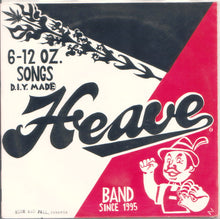 6-12 OZ.
SONGS
D.I.Y. MADE
Heave
BAND
SINCE 1995